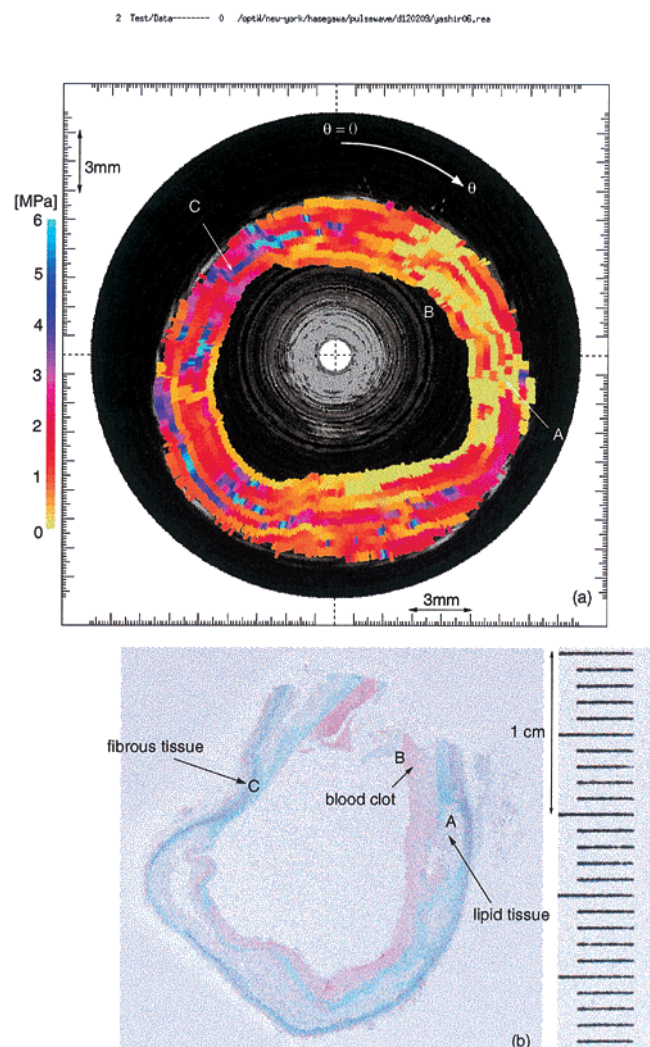 2 Test/Data-------- 0 /optW/new-york/hasegawa/pulsewave/d120209/yashir06.rea
θ = 0
3mm
θ
[MPa]
C
6
5
B
4
3
2
A
1
0
3mm
(a)
1 cm
fibrous tissue
B
C
blood clot
A
lipid tissue
(b)